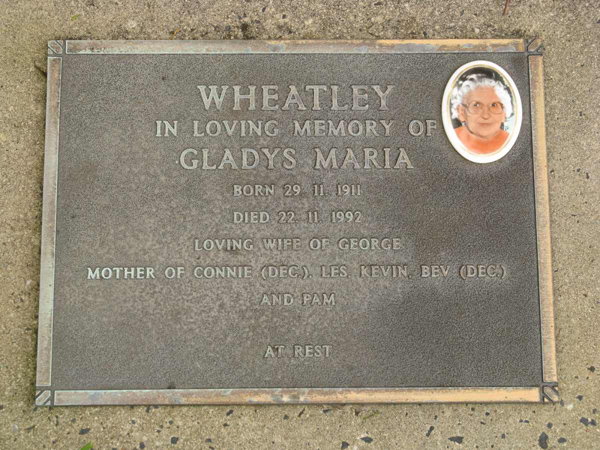 WHEATLEY
IN LOVING MEMORY OF
GLADYS MARIA
BORN 29. 11. 1911
DIED 22. 11. 1992
LOVING WIFE OF GEORGE.
MOTHER OF CONNIE (DEC.), LES, KEVIN, BEV (DEC.)
AND PAM
AT REST